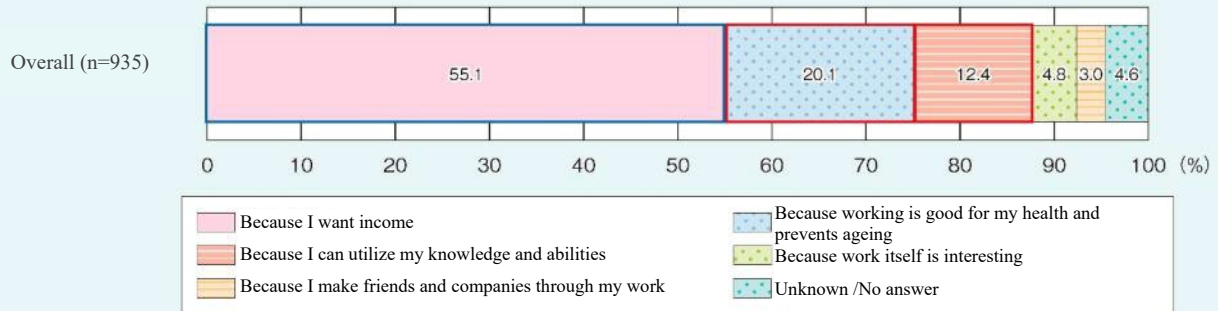 Overall (n=935)
55.1
20.1
12.4
4.8
3.0
4.6
0 10 20 30 40 50 60 70 80 90 100 (%)
Because I want income
Because working is good for my health and
prevents ageing
Because I can utilize my knowledge and abilities
Because work itself is interesting
Because I make friends and companies through my work
Unknown /No answer